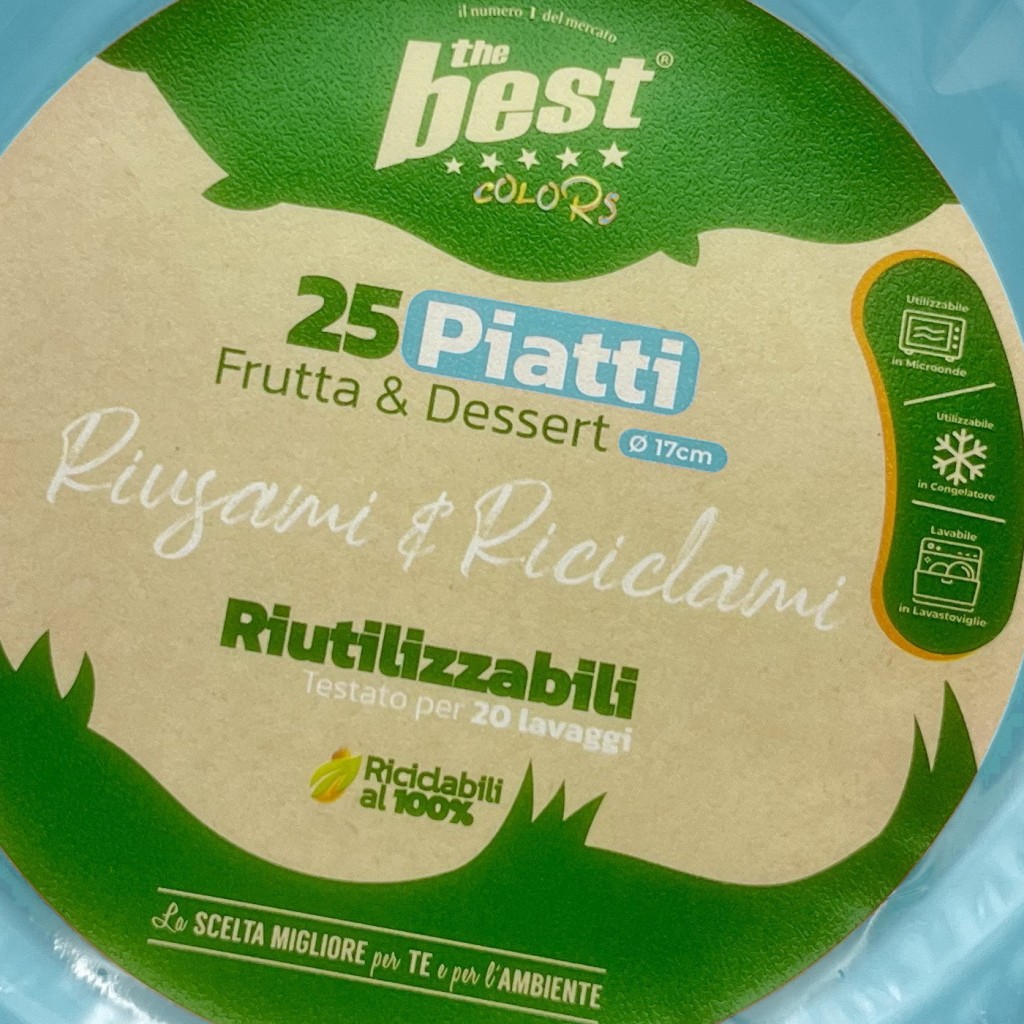 il numero 1 del mercato
the
best®
COLORS
25 Piatti
Frutta & Dessert Ø 17cm
Riusami & Riciclami
Riutilizzabili
Testato per 20 lavaggi
Riciclabili
al 100%
La SCELTA MIGLIORE per TE e per l'AMBIENTE
Utilizzabile
in Microonde
Utilizzabile
in Congelatore
Lavabile
in Lavastoviglie